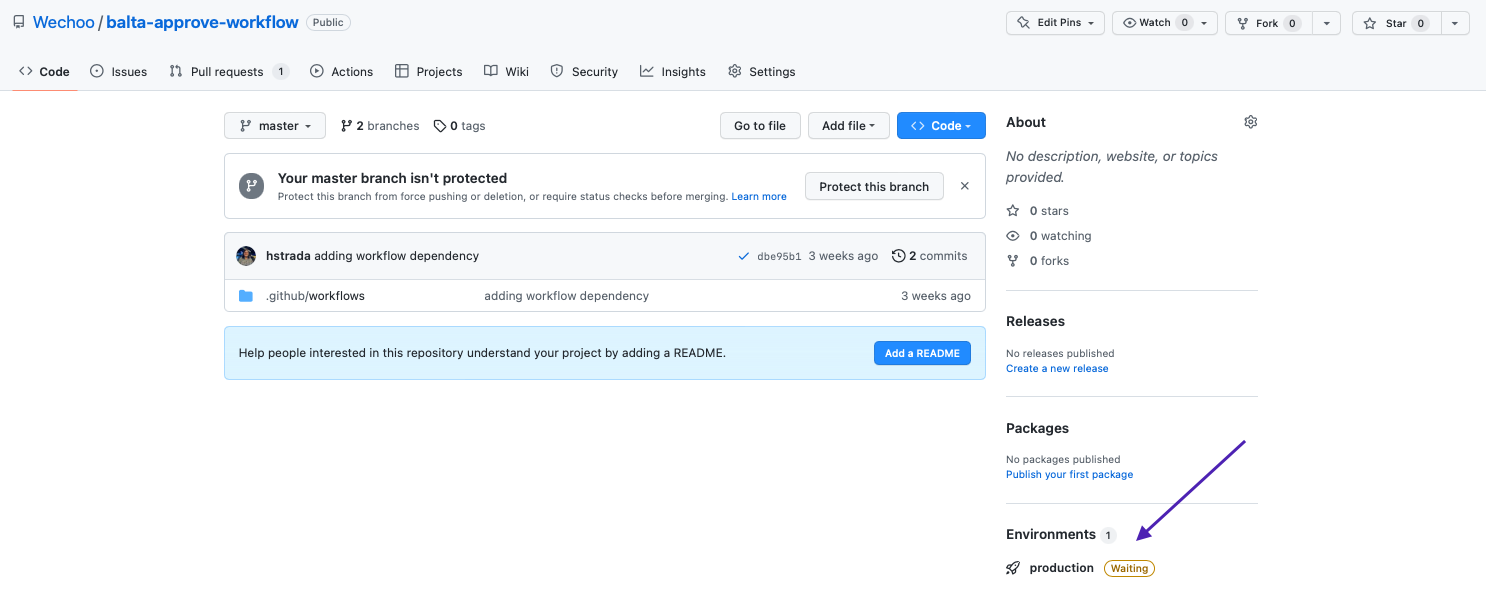 Wechoo / balta-approve-workflow Public
Edit Pins Watch 0 Fork 0 Star 0
Code Issues Pull requests 1 Actions Projects Wiki Security Insights Settings
master 2 branches 0 tags Go to file Add file Code
Your master branch isn't protected
Protect this branch from force pushing or deletion, or require status checks before merging. Learn more
Protect this branch
hstrada adding workflow dependency dbe95b1 3 weeks ago 2 commits
.github/workflows adding workflow dependency 3 weeks ago
Help people interested in this repository understand your project by adding a README.
Add a README
About
No description, website, or topics
provided.
0 stars
0 watching
0 forks
Releases
No releases published
Create a new release
Packages
No packages published
Publish your first package
Environments 1
production Waiting